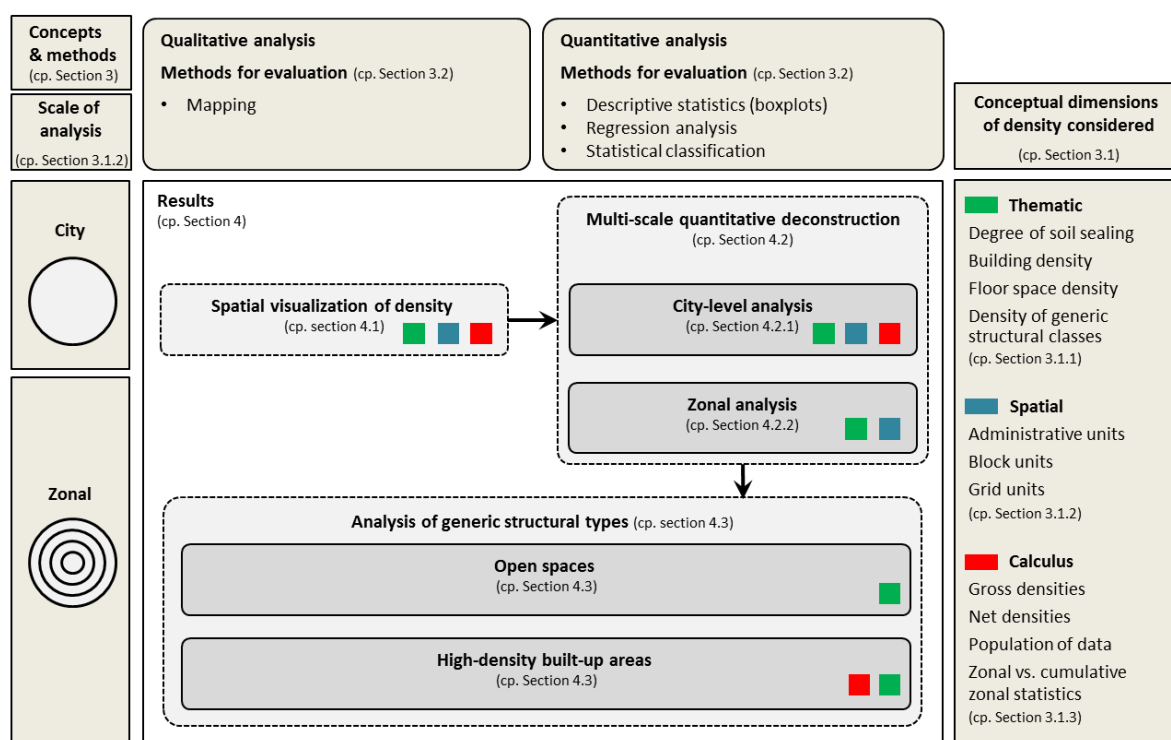 Concepts
& methods
(cp. Section 3)
Scale of
analysis
(cp. Section 3.1.2)
Qualitative analysis
Methods for evaluation (cp. Section 3.2)
• Mapping
Quantitative analysis
Methods for evaluation (cp. Section 3.2)
• Descriptive statistics (boxplots)
• Regression analysis
• Statistical classification
Conceptual dimensions
of density considered
(cp. Section 3.1)
City
Zonal
Results
(cp. Section 4)
Spatial visualization of density
(cp. section 4.1)
Multi-scale quantitative deconstruction
(cp. Section 4.2)
City-level analysis
(cp. Section 4.2.1)
Zonal analysis
(cp. Section 4.2.2)
Analysis of generic structural types (cp. section 4.3)
Open spaces
(cp. Section 4.3)
High-density built-up areas
(cp. Section 4.3)
Thematic
Degree of soil sealing
Building density
Floor space density
Density of generic
structural classes
(cp. Section 3.1.1)
Spatial
Administrative units
Block units
Grid units
(cp. Section 3.1.2)
Calculus
Gross densities
Net densities
Population of data
Zonal vs. cumulative
zonal statistics
(cp. Section 3.1.3)